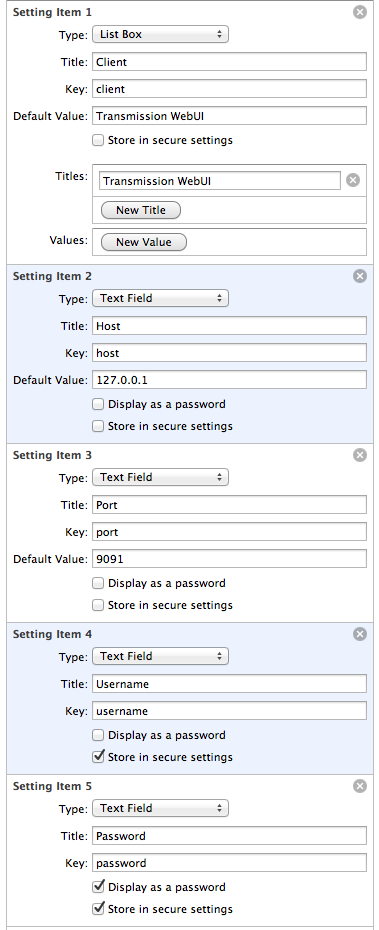 Setting Item 1
Type: List Box
Title: Client
Key: client
Default Value: Transmission WebUI
Store in secure settings
Titles: Transmission WebUI
New Title
Values: New Value
Setting Item 2
Type: Text Field
Title: Host
Key: host
Default Value: 127.0.0.1
Display as a password
Store in secure settings
Setting Item 3
Type: Text Field
Title: Port
Key: port
Default Value: 9091
Display as a password
Store in secure settings
Setting Item 4
Type: Text Field
Title: Username
Key: username
Display as a password
Store in secure settings
Setting Item 5
Type: Text Field
Title: Password
Key: password
Display as a password
Store in secure settings